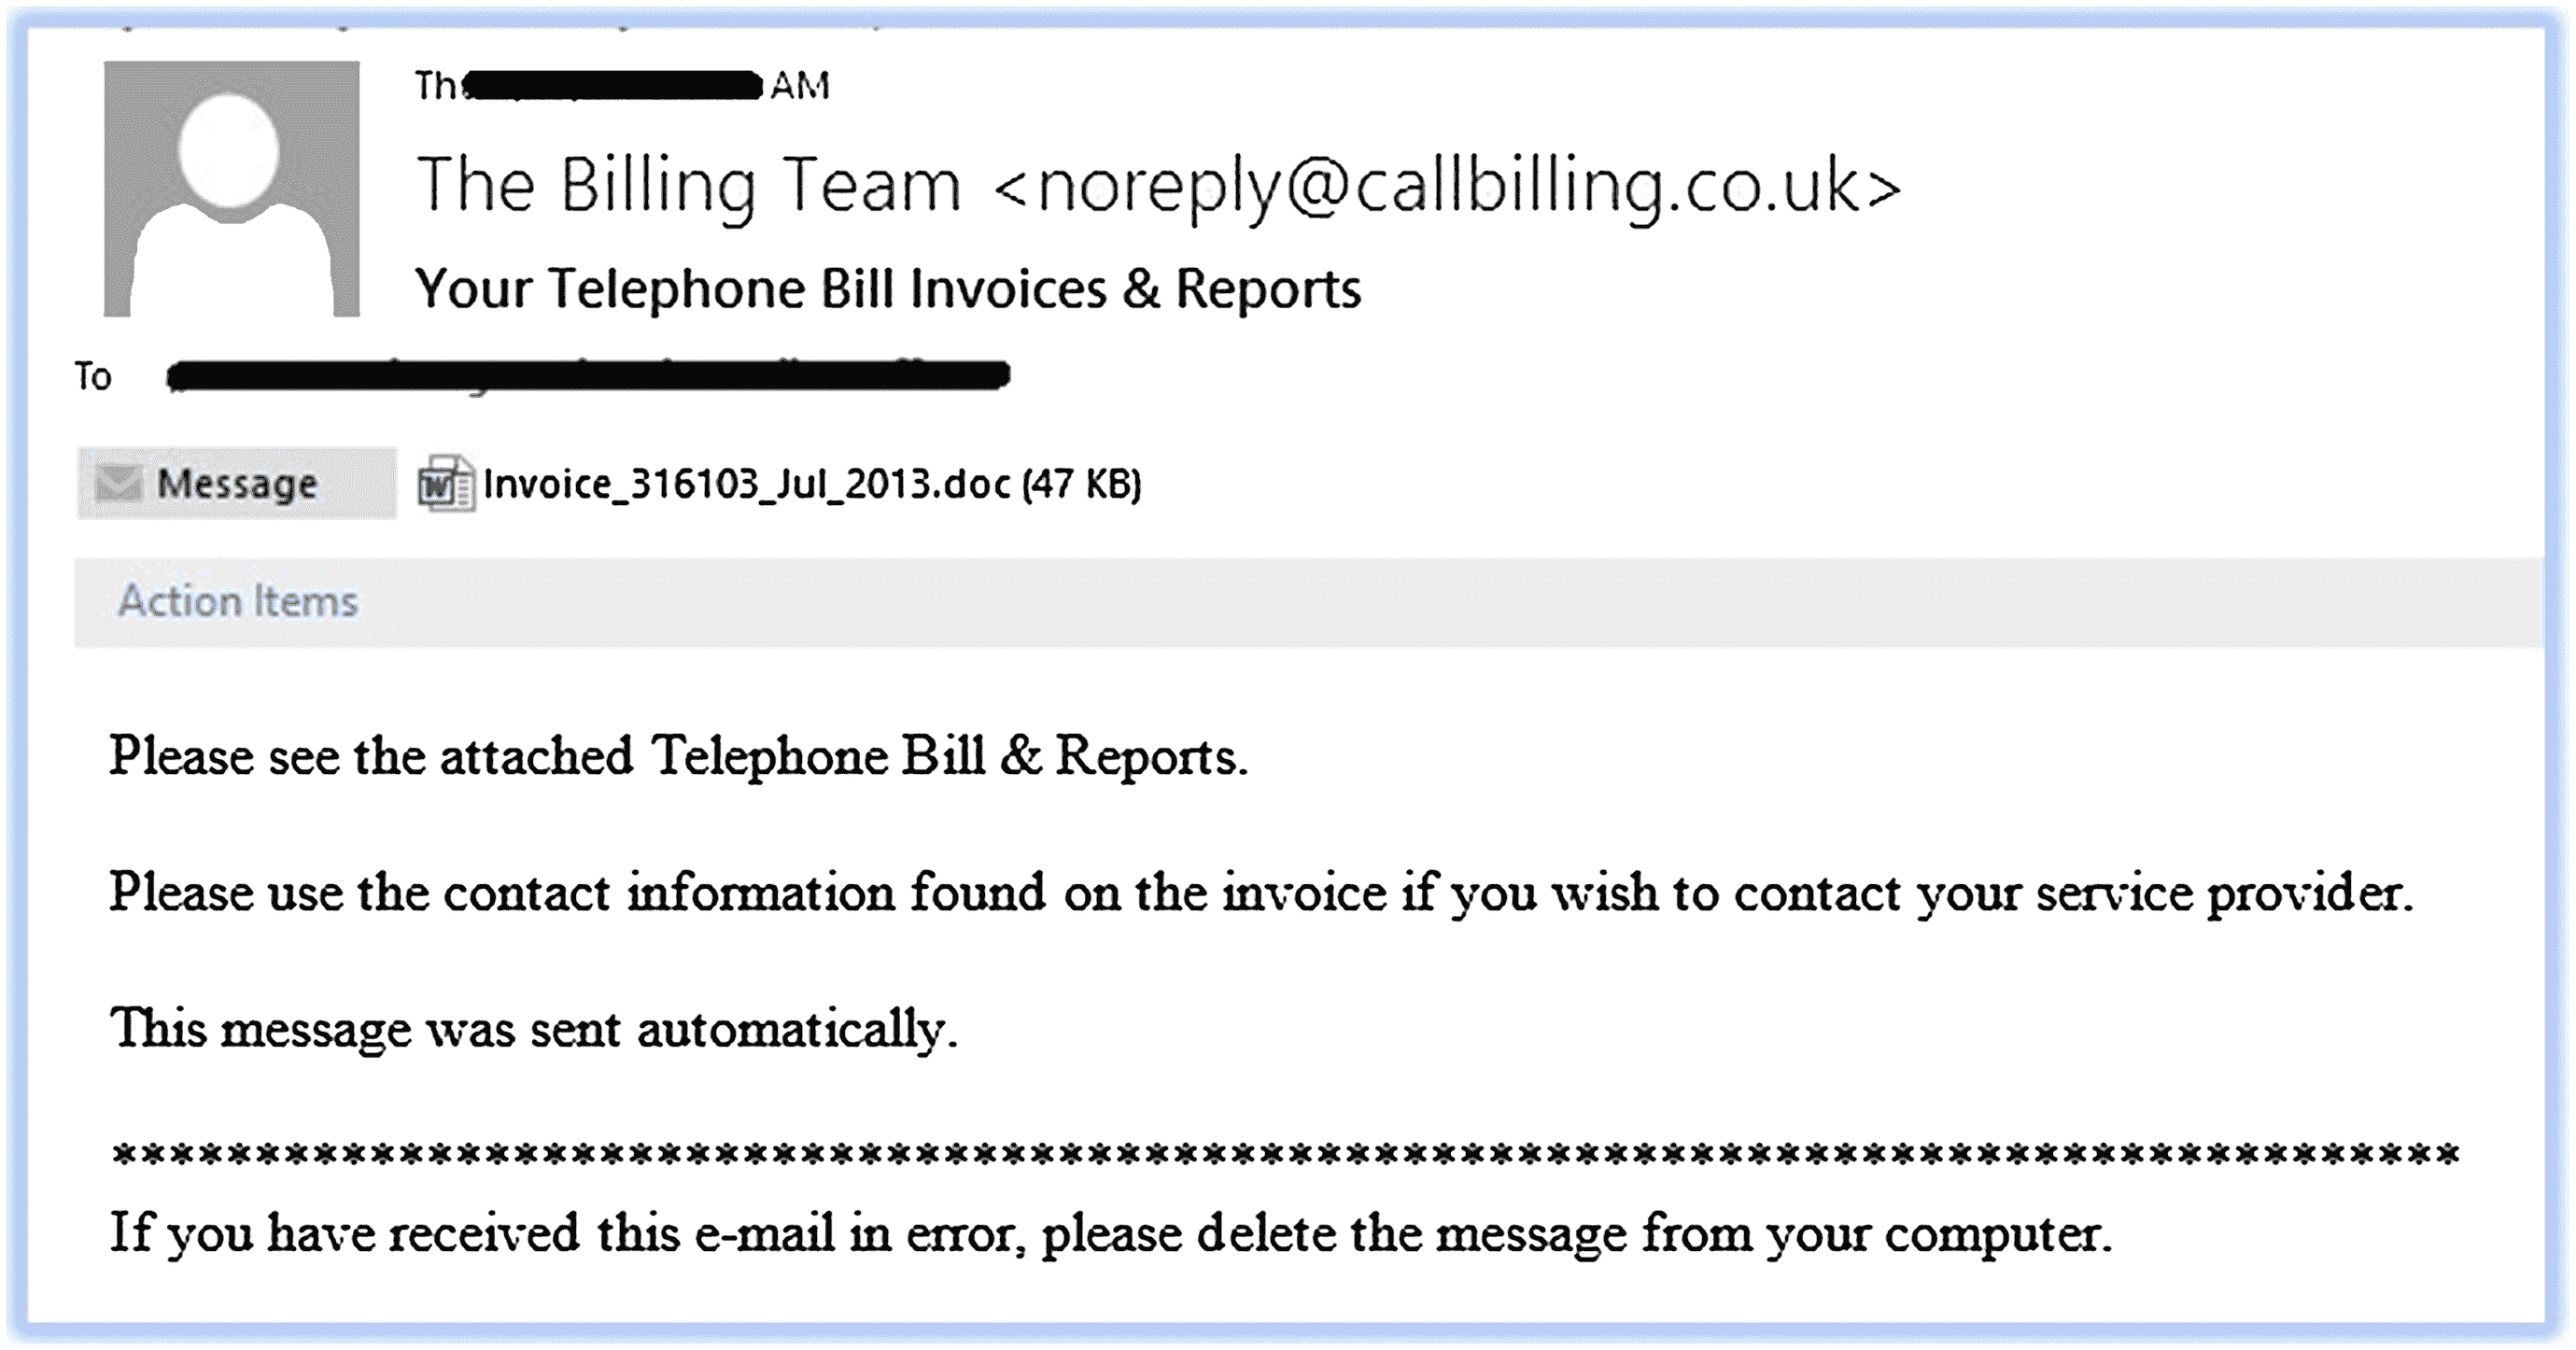 Th AM
The Billing Team <noreply@callbilling.co.uk>
Your Telephone Bill Invoices & Reports
To
Message Invoice_316103_Jul_2013.doc (47 KB)
Action Items
Please see the attached Telephone Bill & Reports.
Please use the contact information found on the invoice if you wish to contact your service provider.
This message was sent automatically.
**********************************************************************************
If you have received this e-mail in error, please delete the message from your computer.